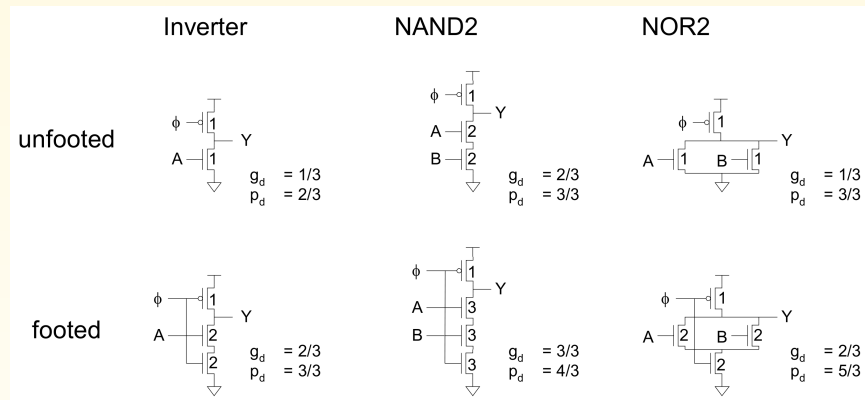 Inverter NAND2 NOR2
unfooted
ϕ 1
A 1
Y
g_d = 1/3
p_d = 2/3
ϕ 1
Y
A 2
B 2
g_d = 2/3
p_d = 3/3
ϕ 1
Y
A 1 B 1
g_d = 1/3
p_d = 3/3
footed
ϕ 1
Y
A 2
2
g_d = 2/3
p_d = 3/3
ϕ 1
Y
A 3
B 3
3
g_d = 3/3
p_d = 4/3
ϕ 1
Y
A 2 B 2
2
g_d = 2/3
p_d = 5/3